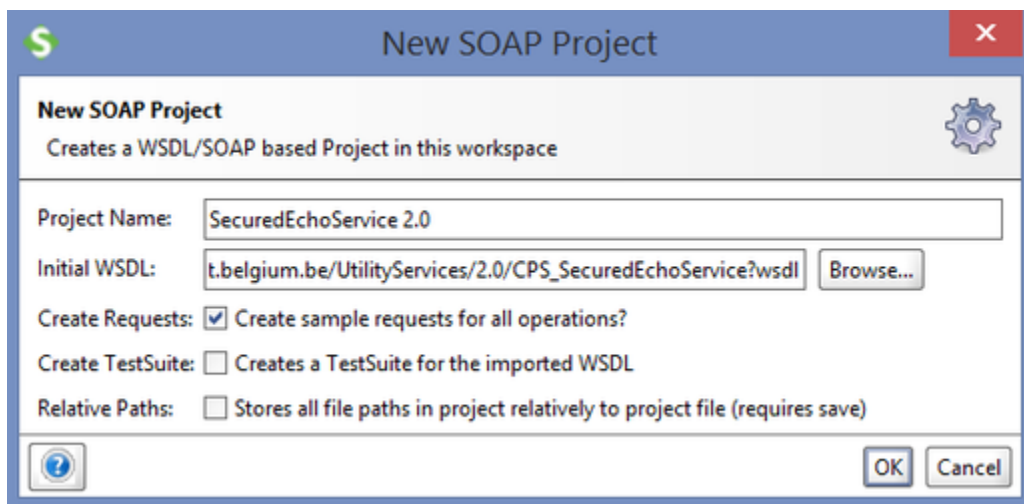 New SOAP Project
New SOAP Project
Creates a WSDL/SOAP based Project in this workspace
Project Name: SecuredEchoService 2.0
Initial WSDL: t.belgium.be/UtilityServices/2.0/CPS_SecuredEchoService?wsdl Browse...
Create Requests: Create sample requests for all operations?
Create TestSuite: Creates a TestSuite for the imported WSDL
Relative Paths: Stores all file paths in project relatively to project file (requires save)
OK Cancel